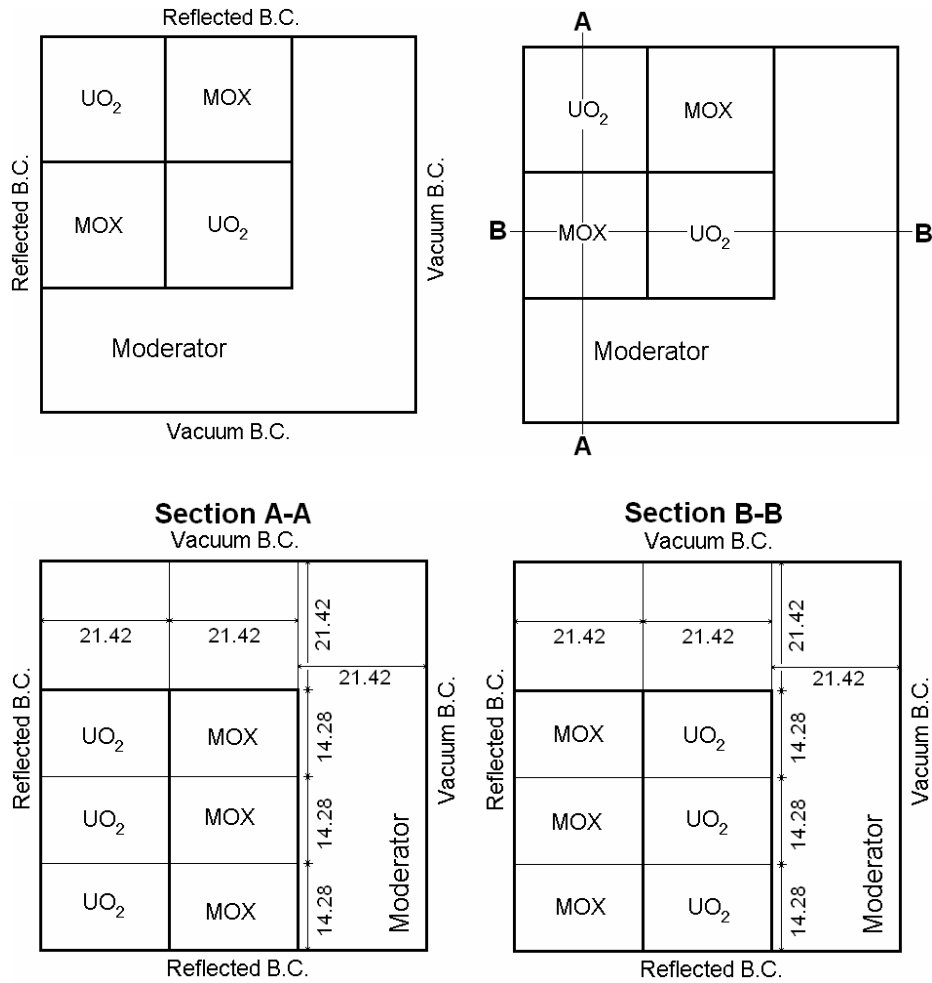 Reflected B.C.
UO2
MOX
MOX
UO2
Moderator
Reflected B.C.
Vacuum B.C.
Vacuum B.C.
A
UO2
MOX
B
MOX
UO2
B
Moderator
A
Section A-A
Vacuum B.C.
21.42
21.42
21.42
21.42
UO2
MOX
14.28
UO2
MOX
14.28
UO2
MOX
14.28
Moderator
Reflected B.C.
Vacuum B.C.
Reflected B.C.
Section B-B
Vacuum B.C.
21.42
21.42
21.42
21.42
MOX
UO2
14.28
MOX
UO2
14.28
MOX
UO2
14.28
Moderator
Reflected B.C.
Vacuum B.C.
Reflected B.C.